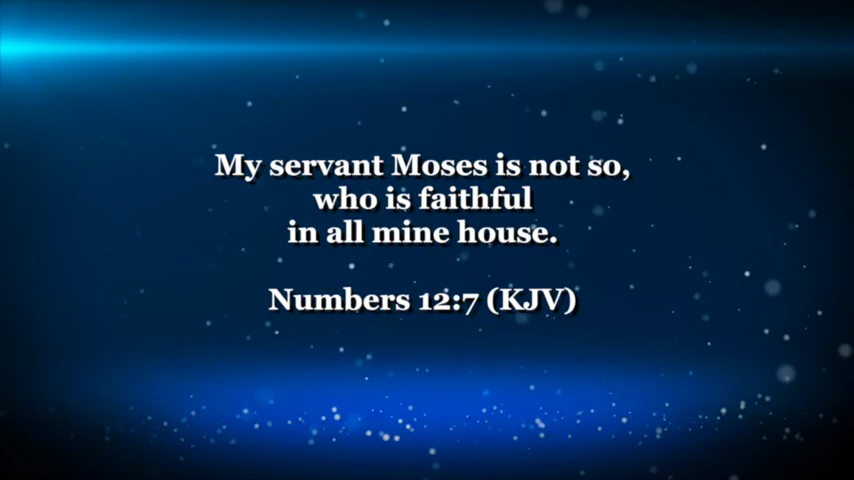 My servant Moses is not so,
who is faithful
in all mine house.
Numbers 12:7 (KJV)